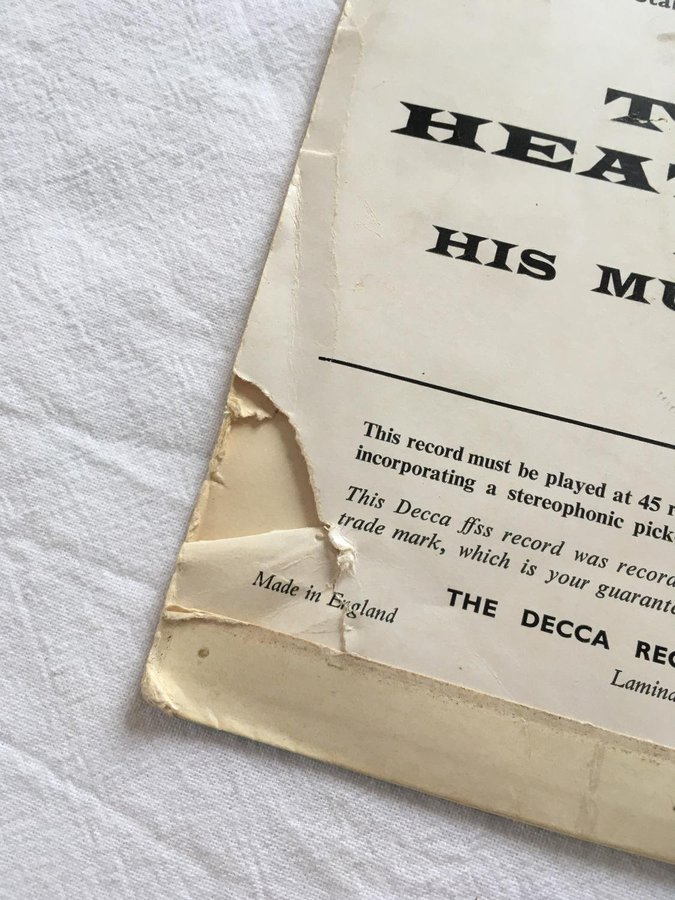 HEAT
HIS MU
This record must be played at 45 r
incorporating a stereophonic pick-
This Decca ffss record was record
trade mark, which is your guarante
Made in England
THE DECCA REC
Lamina